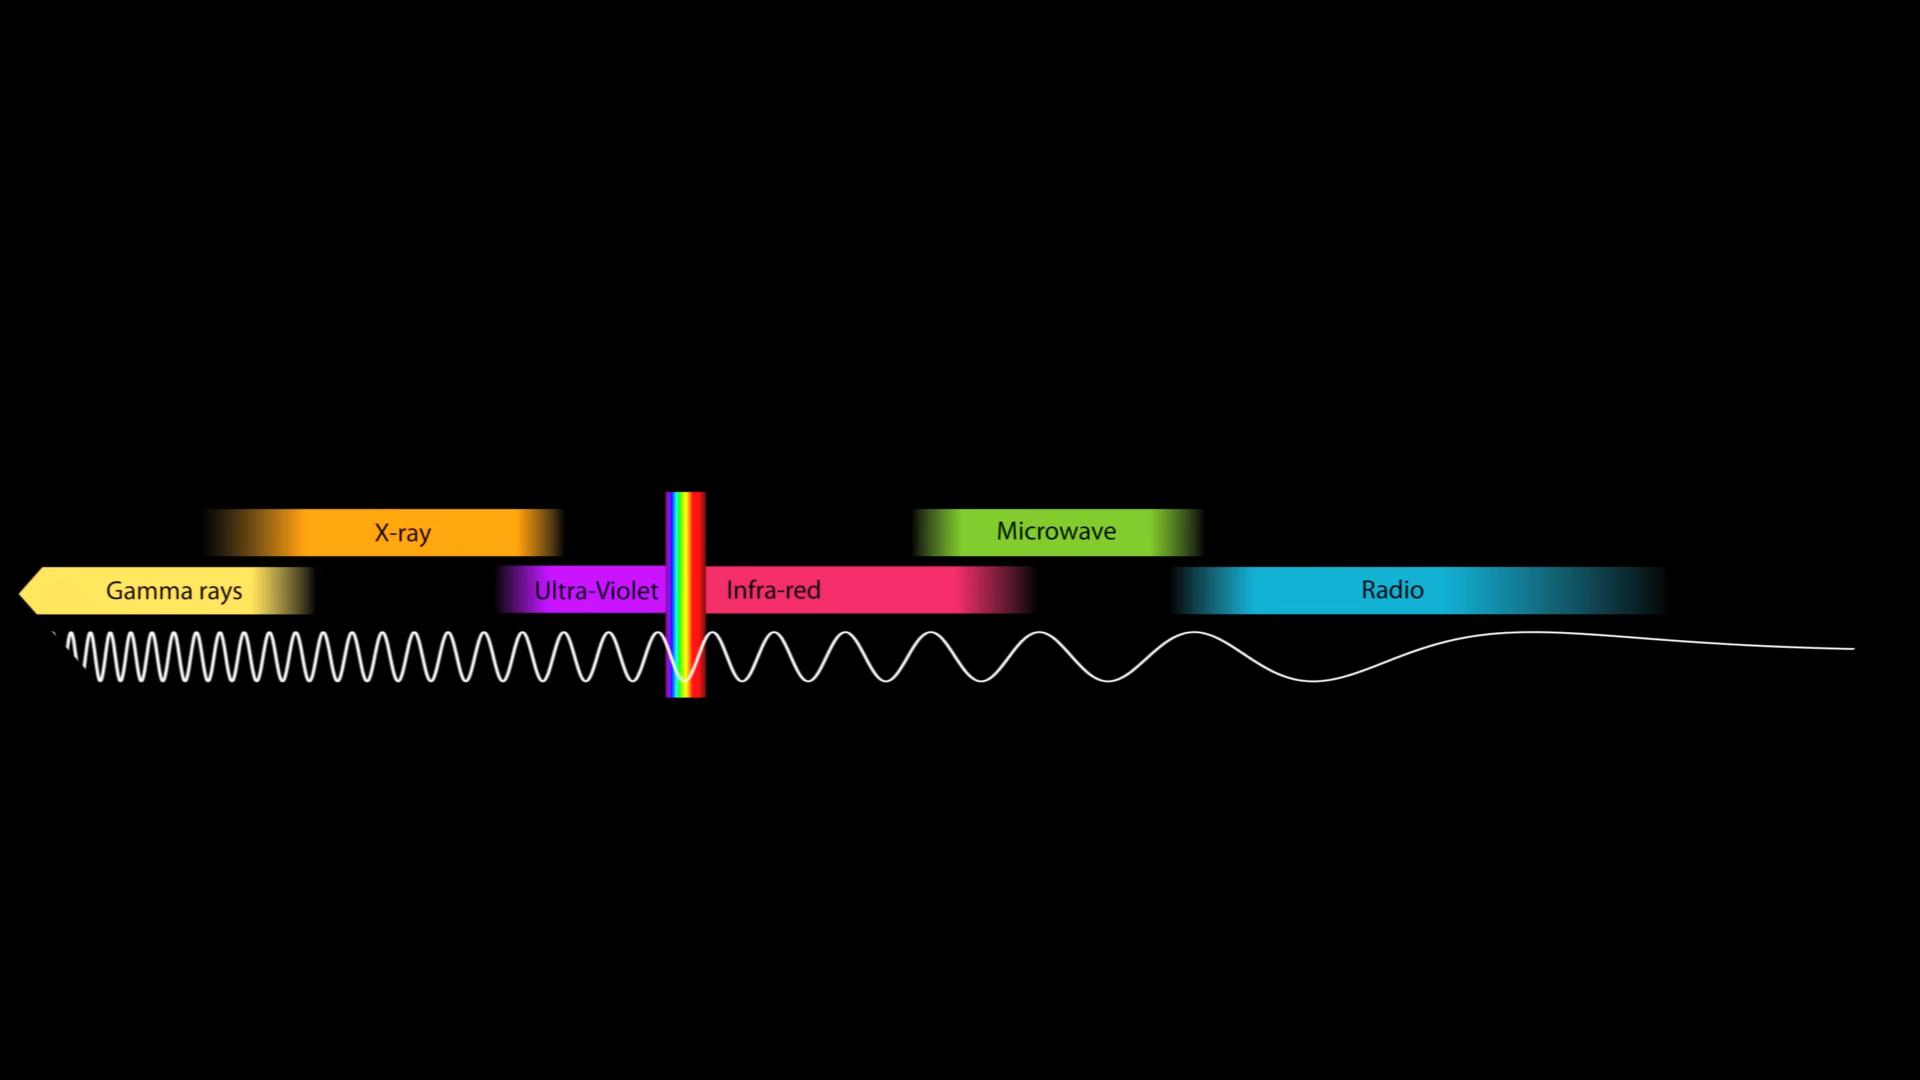 X-ray
Microwave
Gamma rays
Ultra-Violet
Infra-red
Radio